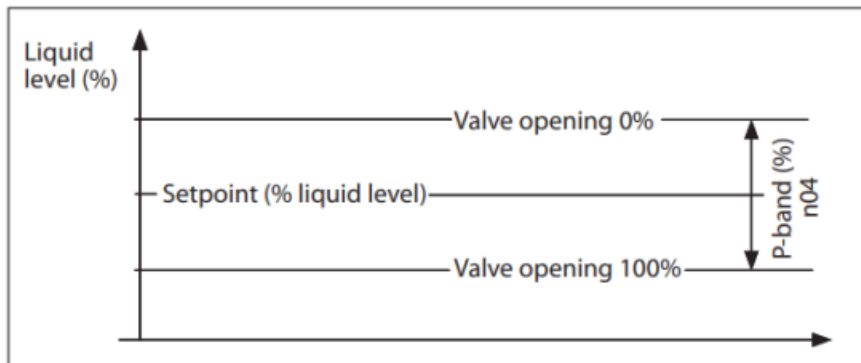 Liquid
level (%)
Valve opening 0%
Setpoint (% liquid level)
Valve opening 100%
P-band (%)
n04